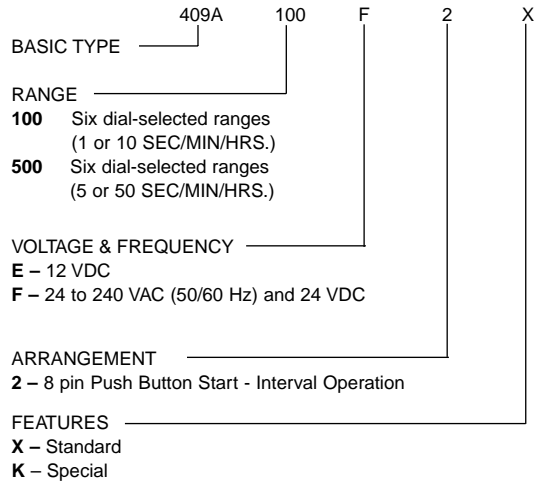 409A 100 F 2 X
BASIC TYPE
RANGE
100 Six dial-selected ranges
(1 or 10 SEC/MIN/HRS.)
500 Six dial-selected ranges
(5 or 50 SEC/MIN/HRS.)
VOLTAGE & FREQUENCY
E – 12 VDC
F – 24 to 240 VAC (50/60 Hz) and 24 VDC
ARRANGEMENT
2 – 8 pin Push Button Start - Interval Operation
FEATURES
X – Standard
K – Special